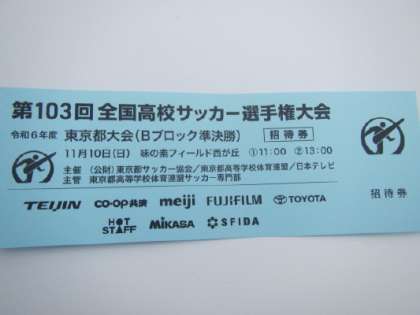 第103回 全国高校サッカー選手権大会
令和6年度 東京都大会(Bブロック準決勝) 招待券
11月10日(日) 味の素フィールド西が丘 ①11:00 ②13:00
主催 (公財)東京都サッカー協会/東京都高等学校体育連盟/日本テレビ
主管 東京都高等学校体育連盟サッカー専門部
TEIJIN CO·OP共済 meiji FUJIFILM TOYOTA
HOT STAFF MIKASA SFIDA
招待券